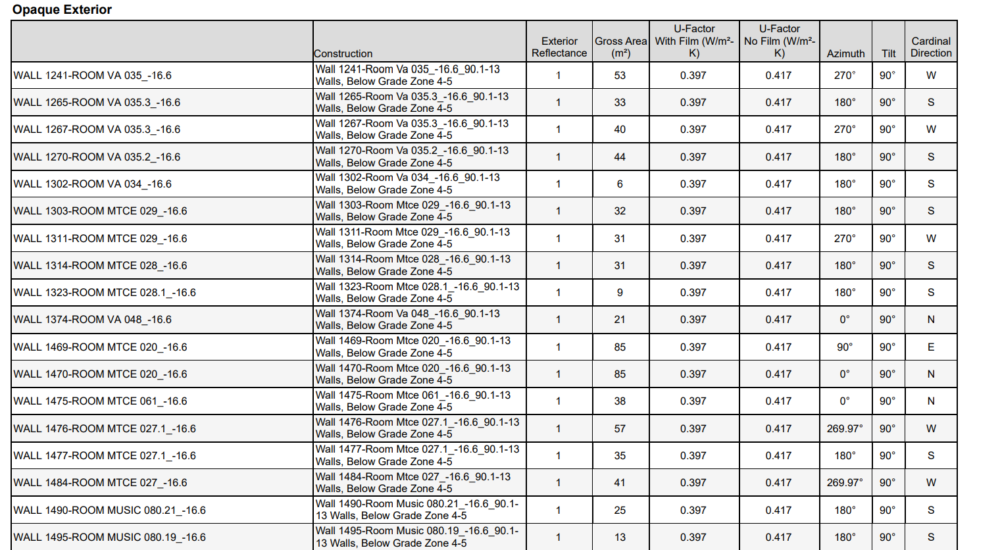 Opaque Exterior
Construction
Exterior Reflectance
Gross Area (m²)
U-Factor With Film (W/m²-K)
U-Factor No Film (W/m²-K)
Azimuth
Tilt
Cardinal Direction
WALL 1241-ROOM VA 035_-16.6 Wall 1241-Room Va 035_-16.6_90.1-13 Walls, Below Grade Zone 4-5 1 53 0.397 0.417 270° 90° W
WALL 1265-ROOM VA 035.3_-16.6 Wall 1265-Room Va 035.3_-16.6_90.1-13 Walls, Below Grade Zone 4-5 1 33 0.397 0.417 180° 90° S
WALL 1267-ROOM VA 035.3_-16.6 Wall 1267-Room Va 035.3_-16.6_90.1-13 Walls, Below Grade Zone 4-5 1 40 0.397 0.417 270° 90° W
WALL 1270-ROOM VA 035.2_-16.6 Wall 1270-Room Va 035.2_-16.6_90.1-13 Walls, Below Grade Zone 4-5 1 44 0.397 0.417 180° 90° S
WALL 1302-ROOM VA 034_-16.6 Wall 1302-Room Va 034_-16.6_90.1-13 Walls, Below Grade Zone 4-5 1 6 0.397 0.417 180° 90° S
WALL 1303-ROOM MTCE 029_-16.6 Wall 1303-Room Mtce 029_-16.6_90.1-13 Walls, Below Grade Zone 4-5 1 32 0.397 0.417 180° 90° S
WALL 1311-ROOM MTCE 029_-16.6 Wall 1311-Room Mtce 029_-16.6_90.1-13 Walls, Below Grade Zone 4-5 1 31 0.397 0.417 270° 90° W
WALL 1314-ROOM MTCE 028_-16.6 Wall 1314-Room Mtce 028_-16.6_90.1-13 Walls, Below Grade Zone 4-5 1 31 0.397 0.417 180° 90° S
WALL 1323-ROOM MTCE 028.1_-16.6 Wall 1323-Room Mtce 028.1_-16.6_90.1-13 Walls, Below Grade Zone 4-5 1 9 0.397 0.417 180° 90° S
WALL 1374-ROOM VA 048_-16.6 Wall 1374-Room Va 048_-16.6_90.1-13 Walls, Below Grade Zone 4-5 1 21 0.397 0.417 0° 90° N
WALL 1469-ROOM MTCE 020_-16.6 Wall 1469-Room Mtce 020_-16.6_90.1-13 Walls, Below Grade Zone 4-5 1 85 0.397 0.417 90° 90° E
WALL 1470-ROOM MTCE 020_-16.6 Wall 1470-Room Mtce 020_-16.6_90.1-13 Walls, Below Grade Zone 4-5 1 85 0.397 0.417 0° 90° N
WALL 1475-ROOM MTCE 061_-16.6 Wall 1475-Room Mtce 061_-16.6_90.1-13 Walls, Below Grade Zone 4-5 1 38 0.397 0.417 0° 90° N
WALL 1476-ROOM MTCE 027.1_-16.6 Wall 1476-Room Mtce 027.1_-16.6_90.1-13 Walls, Below Grade Zone 4-5 1 57 0.397 0.417 269.97° 90° W
WALL 1477-ROOM MTCE 027.1_-16.6 Wall 1477-Room Mtce 027.1_-16.6_90.1-13 Walls, Below Grade Zone 4-5 1 35 0.397 0.417 180° 90° S
WALL 1484-ROOM MTCE 027_-16.6 Wall 1484-Room Mtce 027_-16.6_90.1-13 Walls, Below Grade Zone 4-5 1 41 0.397 0.417 269.97° 90° W
WALL 1490-ROOM MUSIC 080.21_-16.6 Wall 1490-Room Music 080.21_-16.6_90.1-13 Walls, Below Grade Zone 4-5 1 25 0.397 0.417 180° 90° S
WALL 1495-ROOM MUSIC 080.19_-16.6 Wall 1495-Room Music 080.19_-16.6_90.1-13 Walls, Below Grade Zone 4-5 1 13 0.397 0.417 180° 90° S